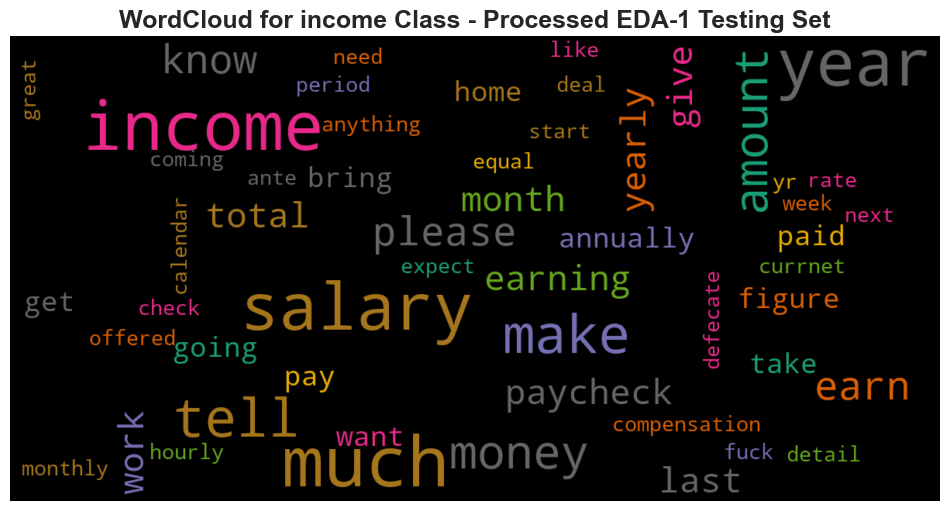 WordCloud for income Class - Processed EDA-1 Testing Set
great
know
need
period
like
home
deal
give
amount
year
income
anything
start
yearly
coming
ante
bring
equal
yr
rate
week
next
calendar
total
month
please
annually
paid
expect
earning
currnet
get
check
salary
defecate
figure
offered
going
make
take
pay
paycheck
earn
work
tell
want
compensation
monthly
hourly
much
money
fuck
detail
last